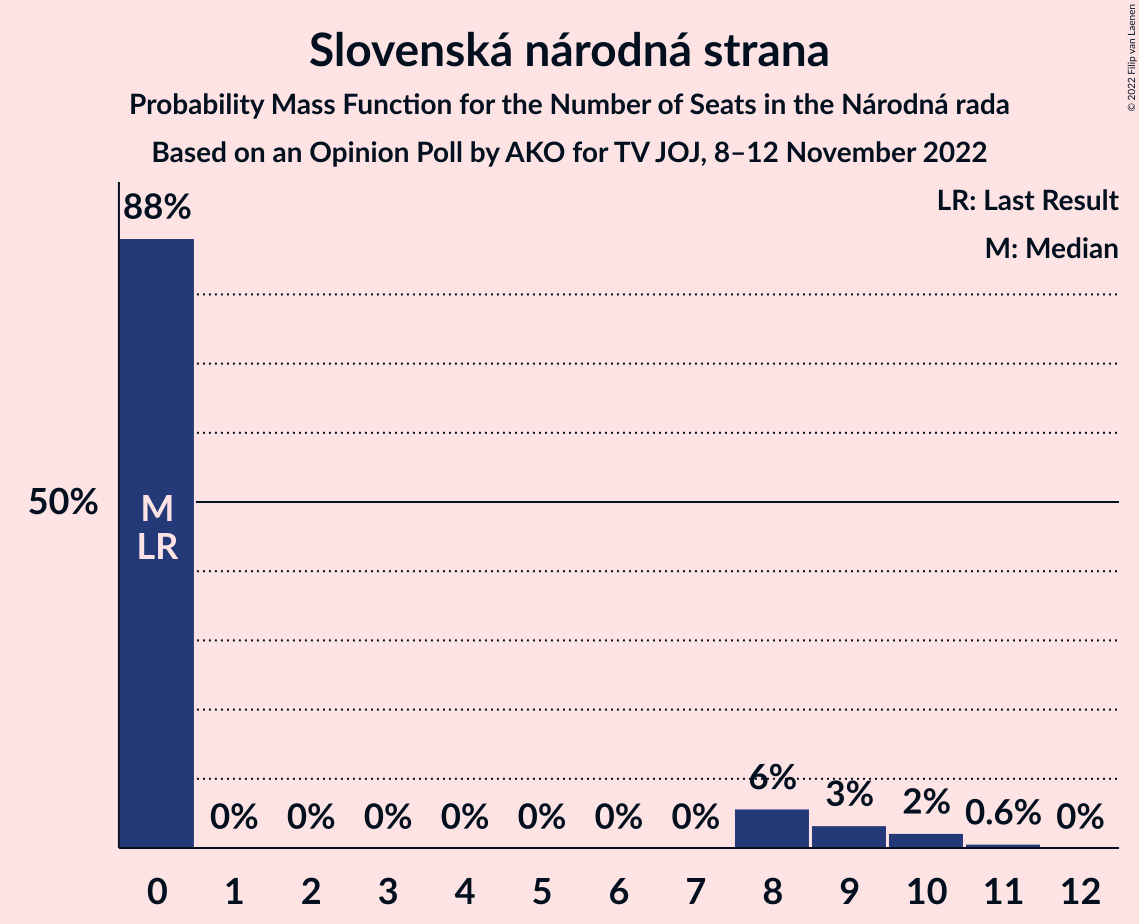 Slovenská národná strana
Probability Mass Function for the Number of Seats in the Národná rada
Based on an Opinion Poll by AKO for TV JOJ, 8–12 November 2022
© 2022 Filip van Laenen
LR: Last Result
M: Median
88%
50%
M
LR
0% 0% 0% 0% 0% 0% 0% 6% 3% 2% 0.6% 0%
0 1 2 3 4 5 6 7 8 9 10 11 12